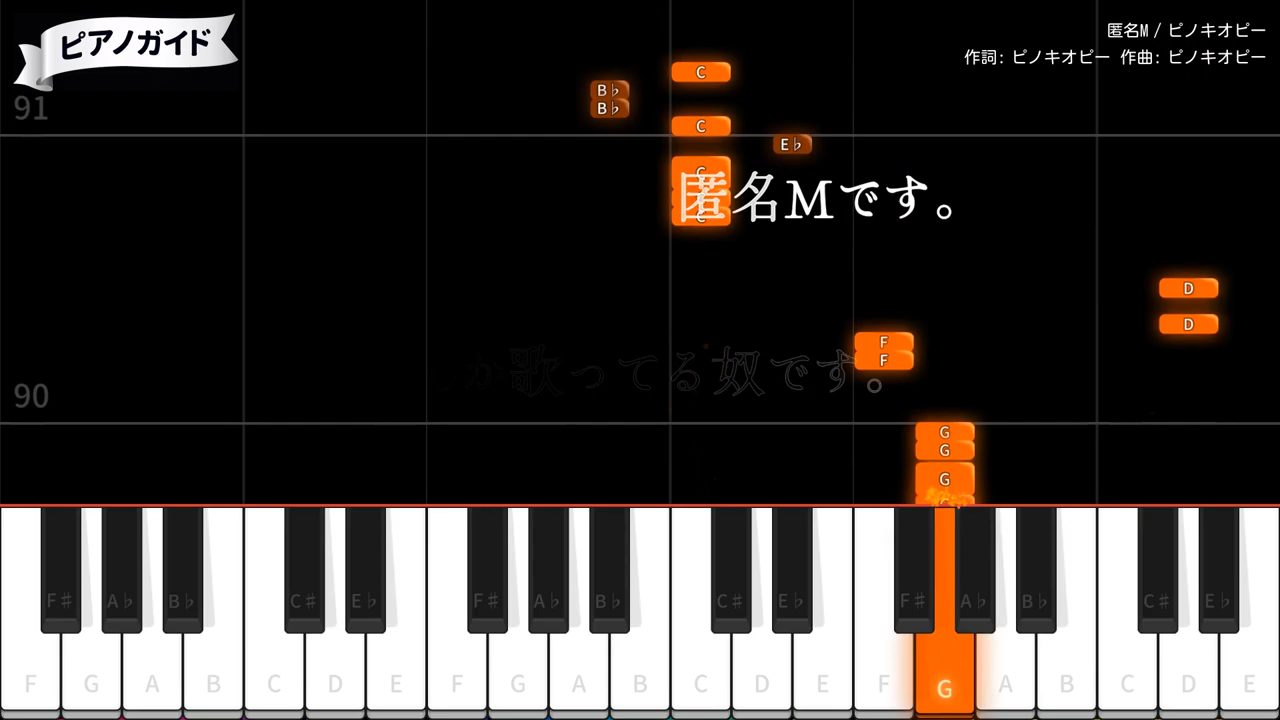 ピアノガイド
匿名M / ピノキオピー
作詞: ピノキオピー 作曲: ピノキオピー
C
B♭
B♭
91
C
E♭
C
匿名Mです。
C
D
D
F
F
か歌ってる奴です。
90
G
G
G
F♯ A♭ B♭ C♯ E♭ F♯ A♭ B♭ C♯ E♭ F♯ A♭ B♭ C♯ E♭
F G A B C D E F G A B C D E F G A B C D E